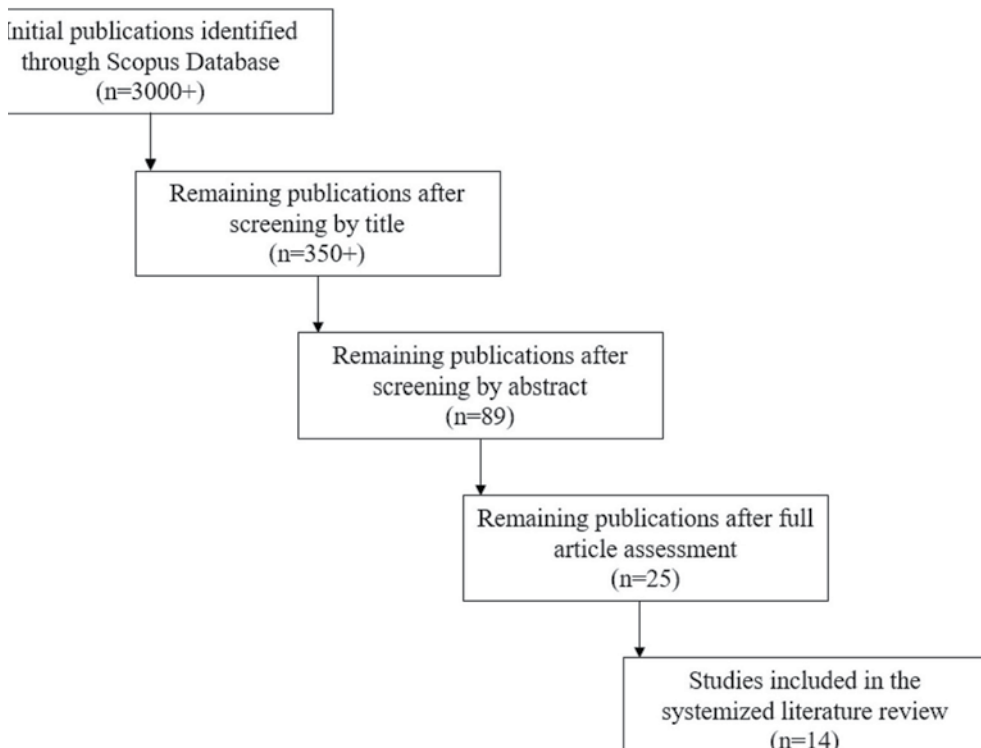 Initial publications identified
through Scopus Database
(n=3000+)
Remaining publications after
screening by title
(n=350+)
Remaining publications after
screening by abstract
(n=89)
Remaining publications after full
article assessment
(n=25)
Studies included in the
systemized literature review
(n=14)